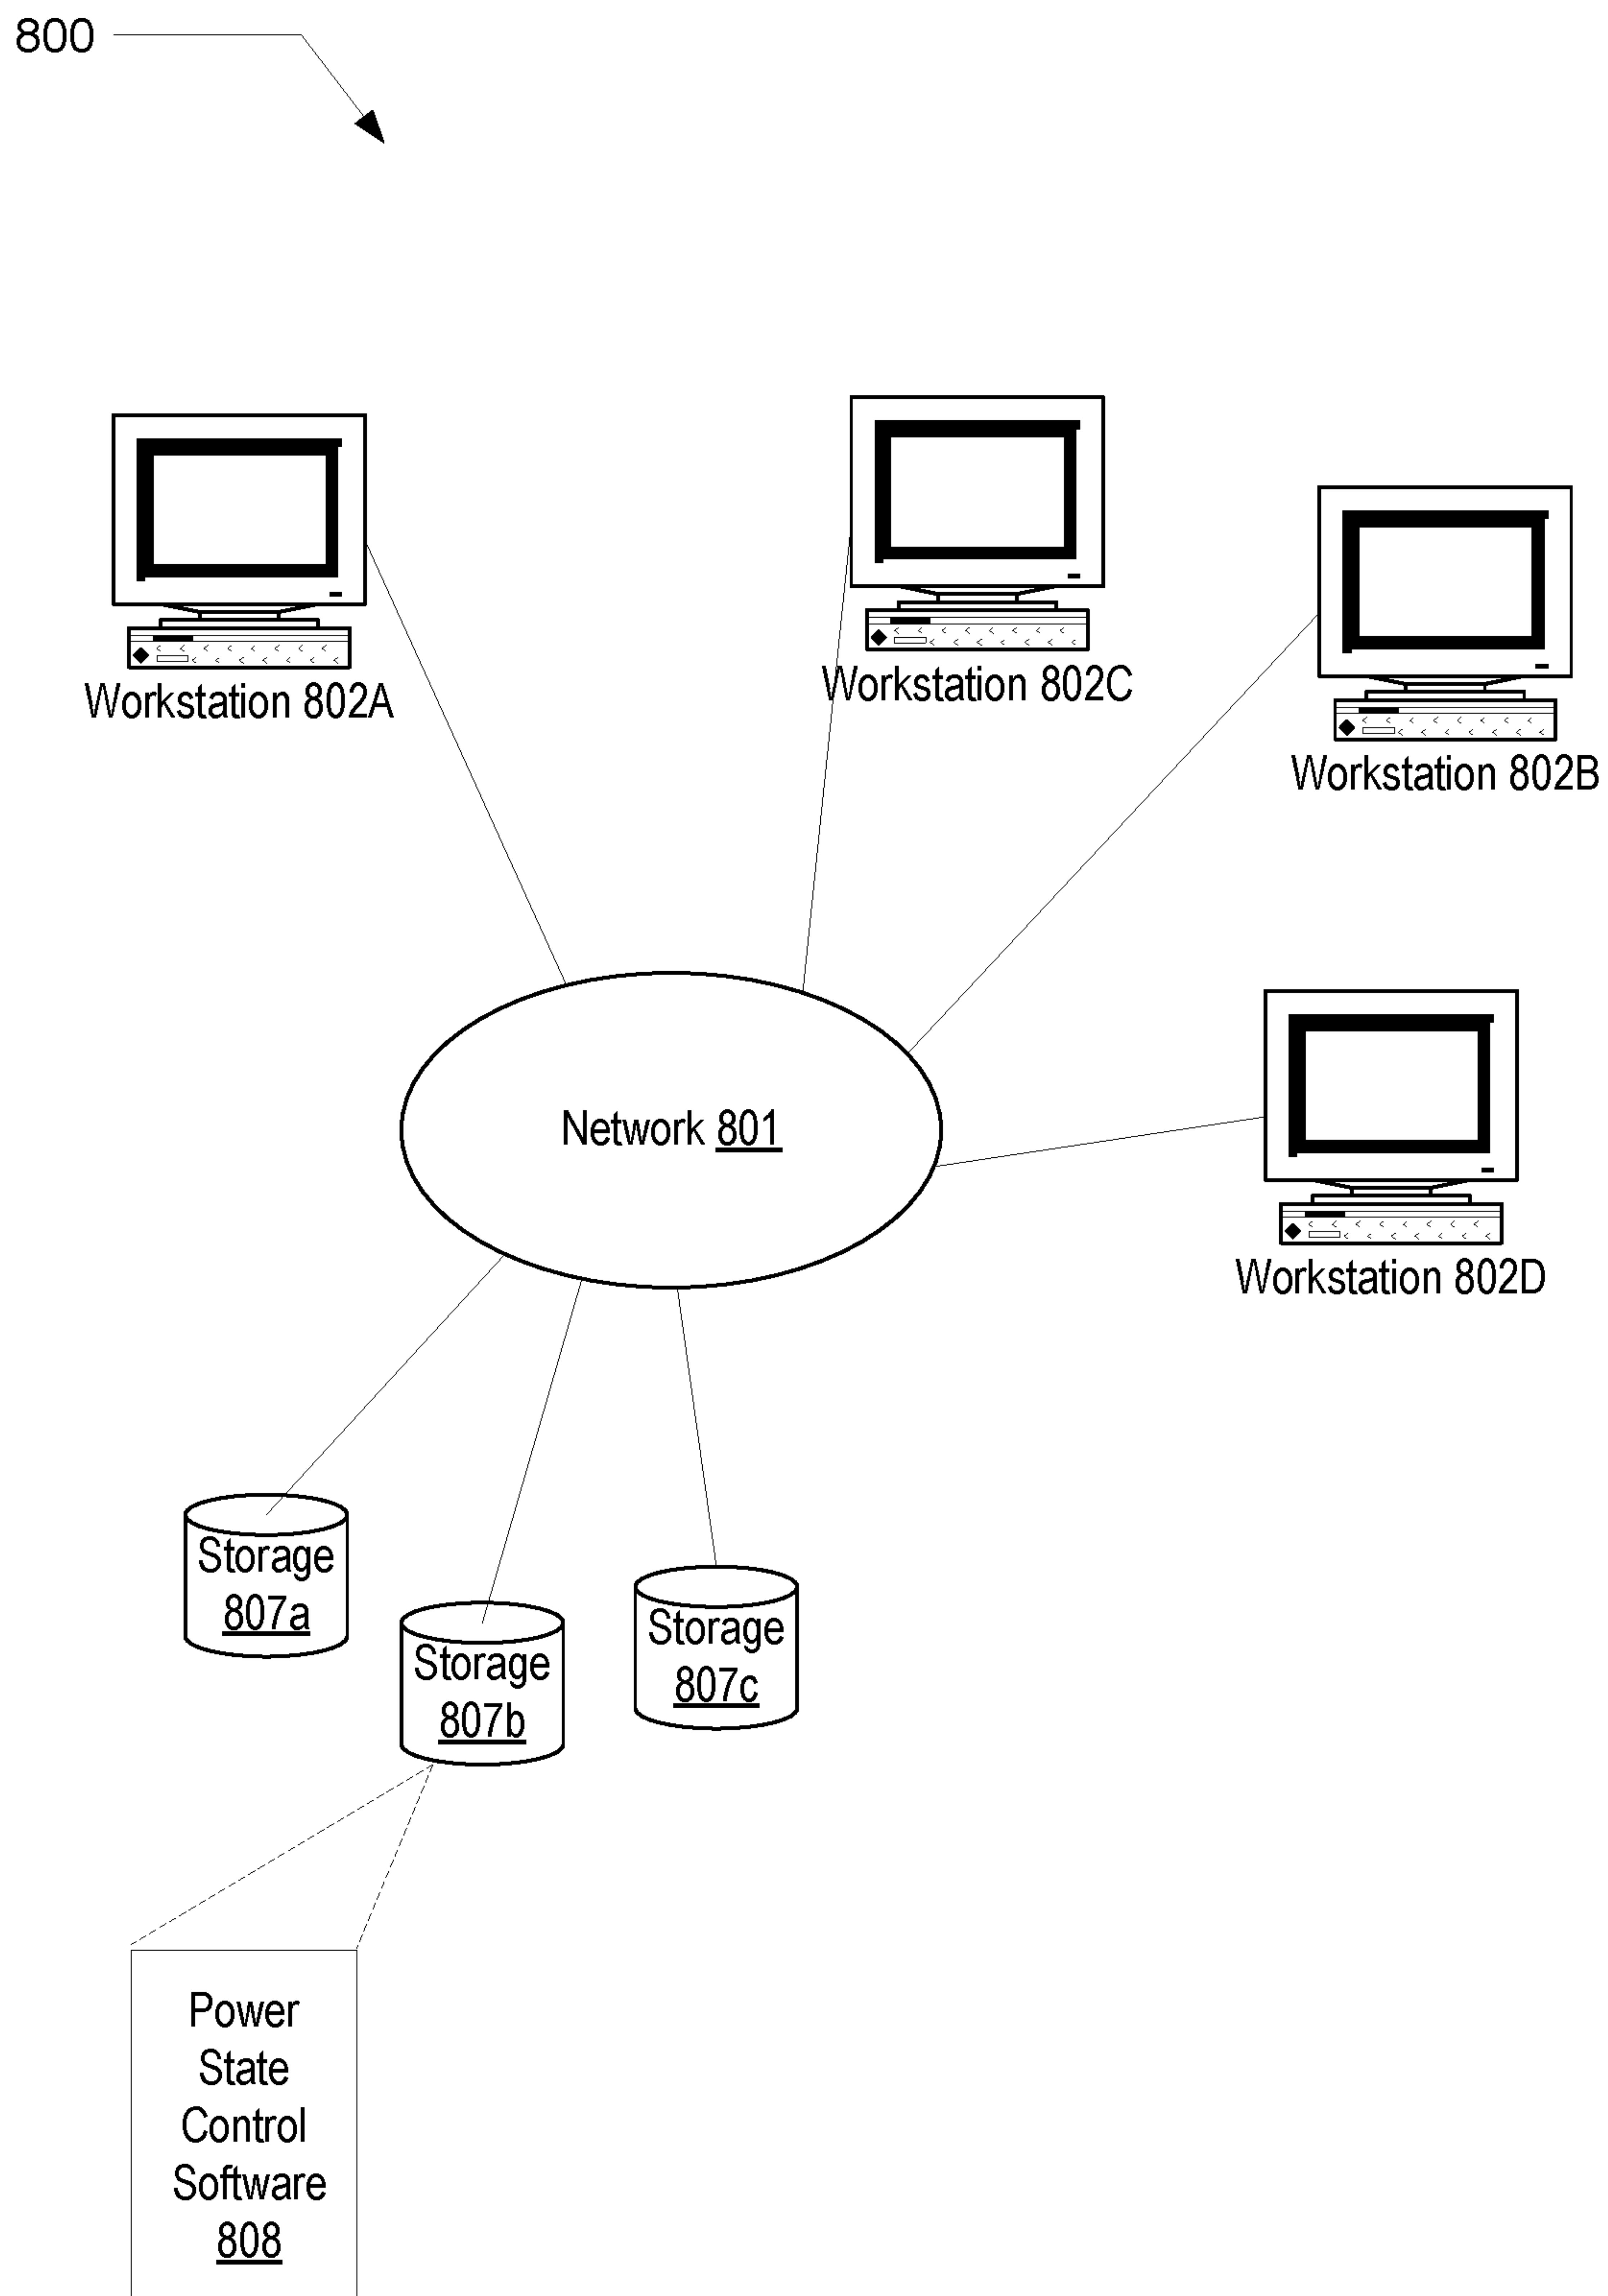 800
Workstation 802A
Workstation 802C
Workstation 802B
Network 801
Workstation 802D
Storage
807a
Storage
807b
Storage
807c
Power
State
Control
Software
808